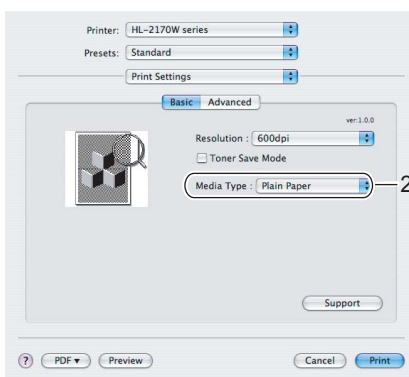 Printer: HL-2170W series
Presets: Standard
Print Settings
Basic Advanced
ver:1.0.0
Resolution : 600dpi
Toner Save Mode
Media Type : Plain Paper 2
Support
? PDF ▼ Preview Cancel Print